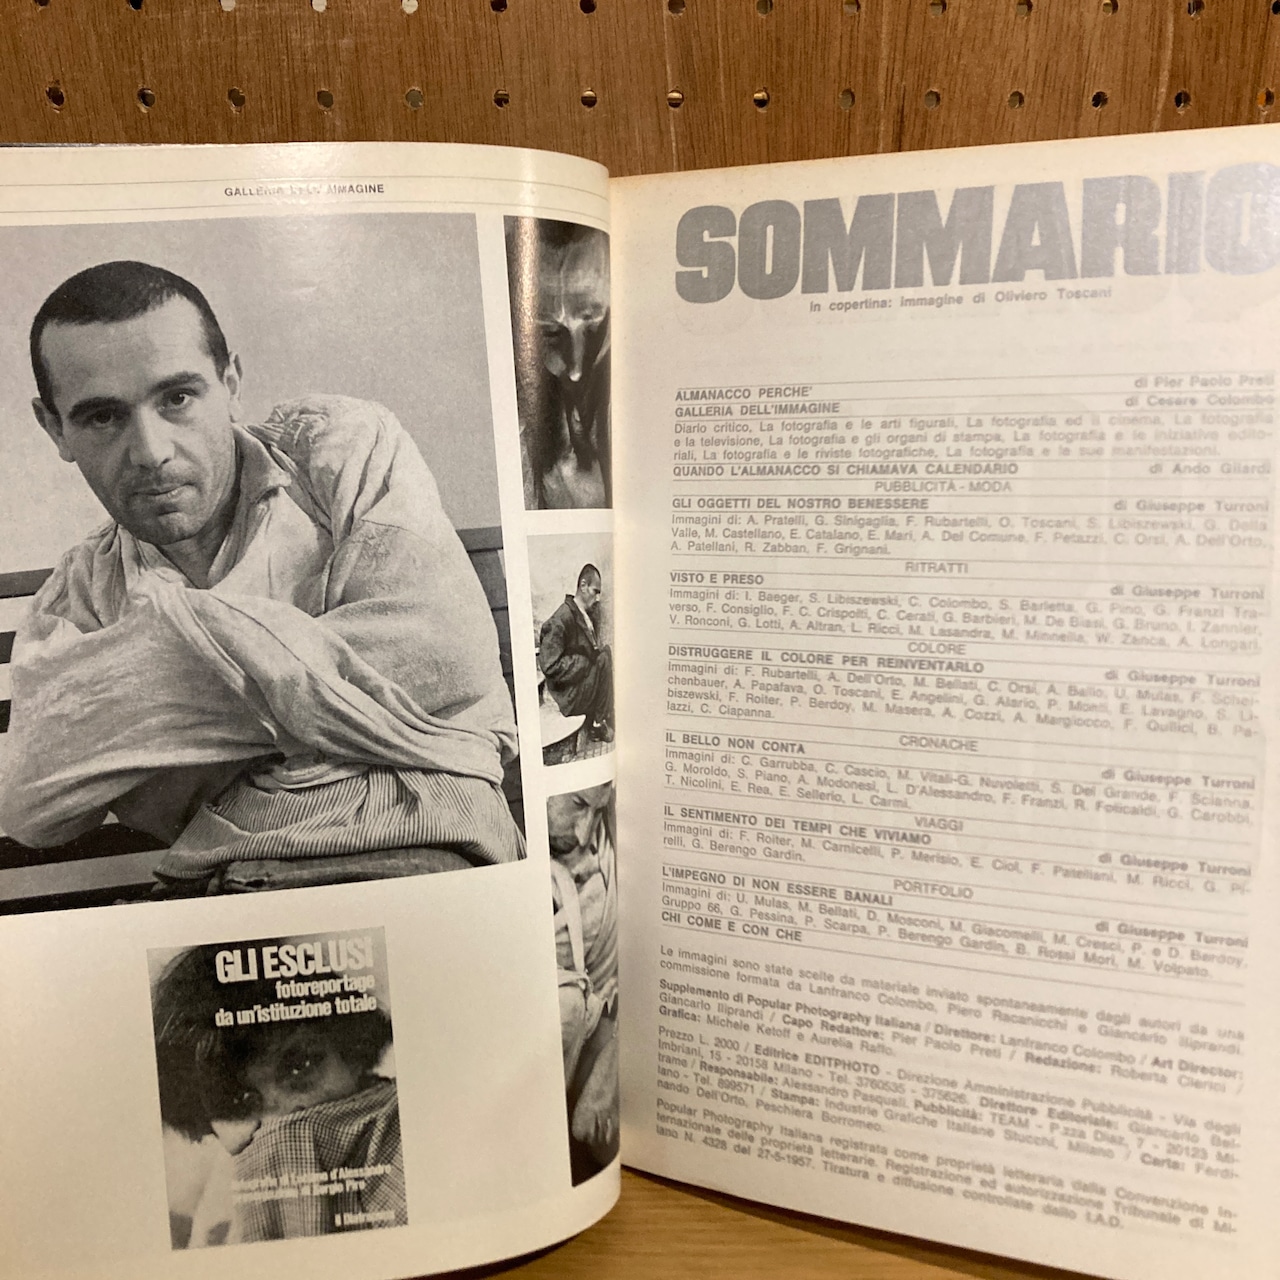 GALLERIA DELL'IMMAGINE
GLI ESCLUSI
fotoreportage
da un'istituzione totale
di Luciano d'Alessandro
di Sergio Piro
Il Diaframma
SOMMARIO
In copertina: immagine di Oliviero Toscani
ALMANACCO PERCHE' di Pier Paolo Preti
GALLERIA DELL'IMMAGINE di Cesare Colombo
Diario critico, La fotografia e le arti figurali, La fotografia ed il cinema, La fotografia
e la televisione, La fotografia e gli organi di stampa, La fotografia e le iniziative edito-
riali, La fotografia e le riviste fotografiche, La fotografia e le sue manifestazioni.
QUANDO L'ALMANACCO SI CHIAMAVA CALENDARIO di Ando Gilardi
PUBBLICITÀ - MODA
GLI OGGETTI DEL NOSTRO BENESSERE di Giuseppe Turroni
Immagini di: A. Pratelli, G. Sinigaglia, F. Rubartelli, O. Toscani, S. Libiszewski, G. Della
Valle, M. Castellano, E. Catalano, E. Mari, A. Del Comune, F. Petazzi, C. Orsi, A. Dell'Orto,
A. Patellani, R. Zabban, F. Grignani.
RITRATTI
VISTO E PRESO di Giuseppe Turroni
Immagini di: I. Baeger, S. Libiszewski, C. Colombo, S. Barletta, G. Pino, G. Franzi Tra-
verso, F. Consiglio, F. C. Crispolti, C. Cerati, G. Barbieri, M. De Biasi, G. Bruno, I. Zannier,
V. Ronconi, G. Lotti, A. Altran, L. Ricci, M. Lasandra, M. Minnella, W. Zanca, A. Longari.
COLORE
DISTRUGGERE IL COLORE PER REINVENTARLO di Giuseppe Turroni
Immagini di: F. Rubartelli, A. Dell'Orto, M. Bellati, C. Orsi, A. Ballo, U. Mulas, F. Schei-
chenbauer, A. Papafava, O. Toscani, E. Angelini, G. Alario, P. Monti, E. Lavagno, S. Li-
biszewski, F. Roiter, P. Berdoy, M. Masera, A. Cozzi, A. Margiocco, F. Quilici, B. Pa-
lazzi, C. Ciapanna.
CRONACHE
IL BELLO NON CONTA di Giuseppe Turroni
Immagini di: C. Garrubba, C. Cascio, M. Vitali-G. Nuvoletti, S. Del Grande, F. Scianna,
G. Moroldo, S. Piano, A. Modonesi, L. D'Alessandro, F. Franzi, R. Folicaldi, G. Carobbi,
T. Nicolini, E. Rea, E. Sellerio, L. Carmi.
VIAGGI
IL SENTIMENTO DEI TEMPI CHE VIVIAMO di Giuseppe Turroni
Immagini di: F. Roiter, M. Carnicelli, P. Merisio, E. Ciol, F. Patellani, M. Ricci, G. Pi-
relli, G. Berengo Gardin.
PORTFOLIO
L'IMPEGNO DI NON ESSERE BANALI di Giuseppe Turroni
Immagini di: U. Mulas, M. Bellati, D. Mosconi, M. Giacomelli, M. Cresci, P. e D. Berdoy,
Gruppo 66, G. Pessina, P. Scarpa, P. Berengo Gardin, B. Rossi Mori, M. Volpato.
CHI COME E CON CHE
Le immagini sono state scelte da materiale inviato spontaneamente dagli autori da una
commissione formata da Lanfranco Colombo, Piero Racanicchi e Giancarlo Iliprandi.
Supplemento di Popular Photography Italiana / Direttore: Lanfranco Colombo / Art Director:
Giancarlo Iliprandi / Capo Redattore: Pier Paolo Preti / Redazione: Roberta Clerici /
Grafica: Michele Ketoff e Aurelia Raffo.
Prezzo L. 2000 / Editrice EDITPHOTO - Direzione Amministrazione Pubblicità - Via degli
Imbriani, 15 - 20158 Milano - Tel. 3760535 - 375626. Direttore Editoriale: Giancarlo Bel-
trame / Responsabile: Alessandro Pasquali. Pubblicità: TEAM - P.zza Diaz, 7 - 20123 Mi-
lano - Tel. 899571 / Stampa: Industrie Grafiche Italiane Stucchi, Milano / Carta: Ferdi-
nando Dell'Orto, Peschiera Borromeo.
Popular Photography Italiana registrata come proprietà letteraria dalla Convenzione In-
ternazionale delle proprietà letterarie. Registrazione ed autorizzazione Tribunale di Mi-
lano N. 4328 del 27-5-1957. Tiratura e diffusione controllate dallo I.A.D.